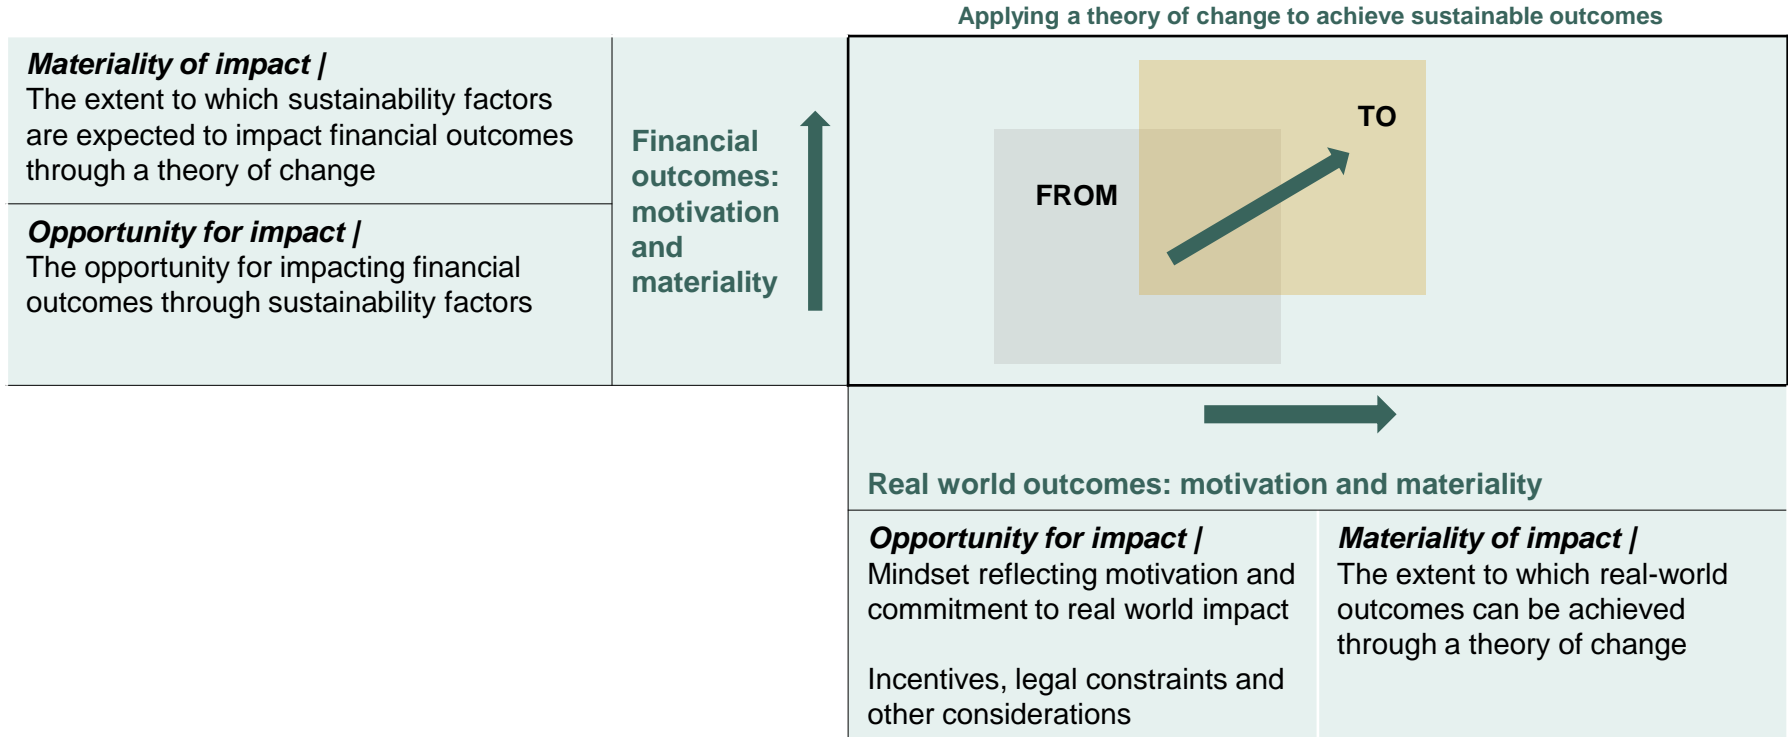 Applying a theory of change to achieve sustainable outcomes
Materiality of impact |
The extent to which sustainability factors
are expected to impact financial outcomes
through a theory of change
Opportunity for impact |
The opportunity for impacting financial
outcomes through sustainability factors
Financial
outcomes:
motivation
and
materiality
TO
FROM
Real world outcomes: motivation and materiality
Opportunity for impact |
Mindset reflecting motivation and
commitment to real world impact
Incentives, legal constraints and
other considerations
Materiality of impact |
The extent to which real-world
outcomes can be achieved
through a theory of change